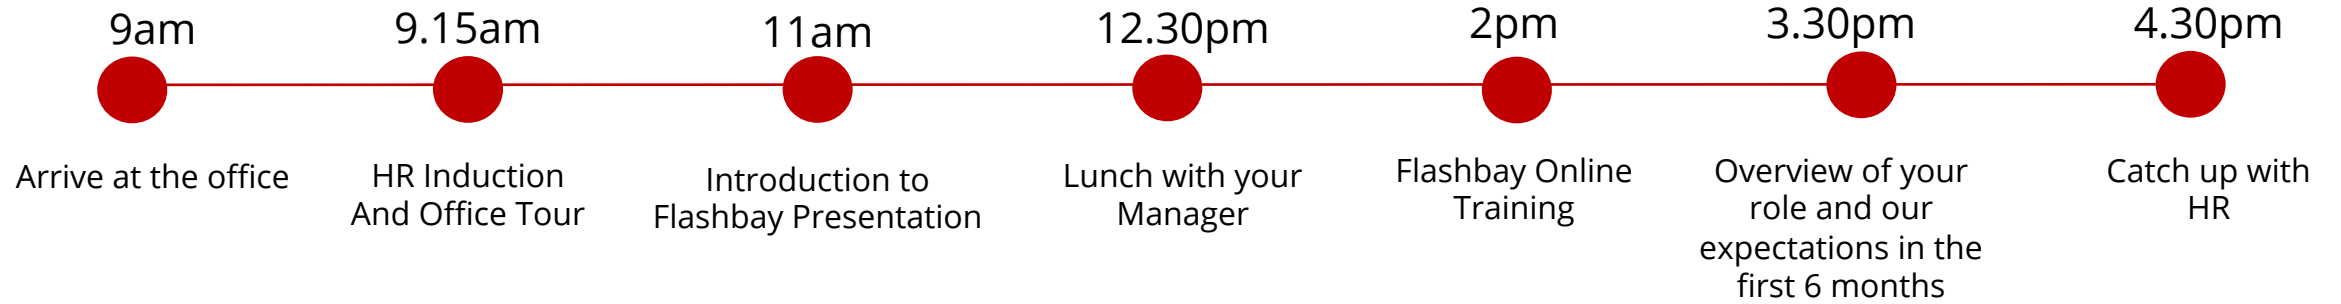 9am
9.15am
11am
12.30pm
2pm
3.30pm
4.30pm
Arrive at the office
HR Induction
And Office Tour
Introduction to
Flashbay Presentation
Lunch with your
Manager
Flashbay Online
Training
Overview of your
role and our
expectations in the
first 6 months
Catch up with
HR